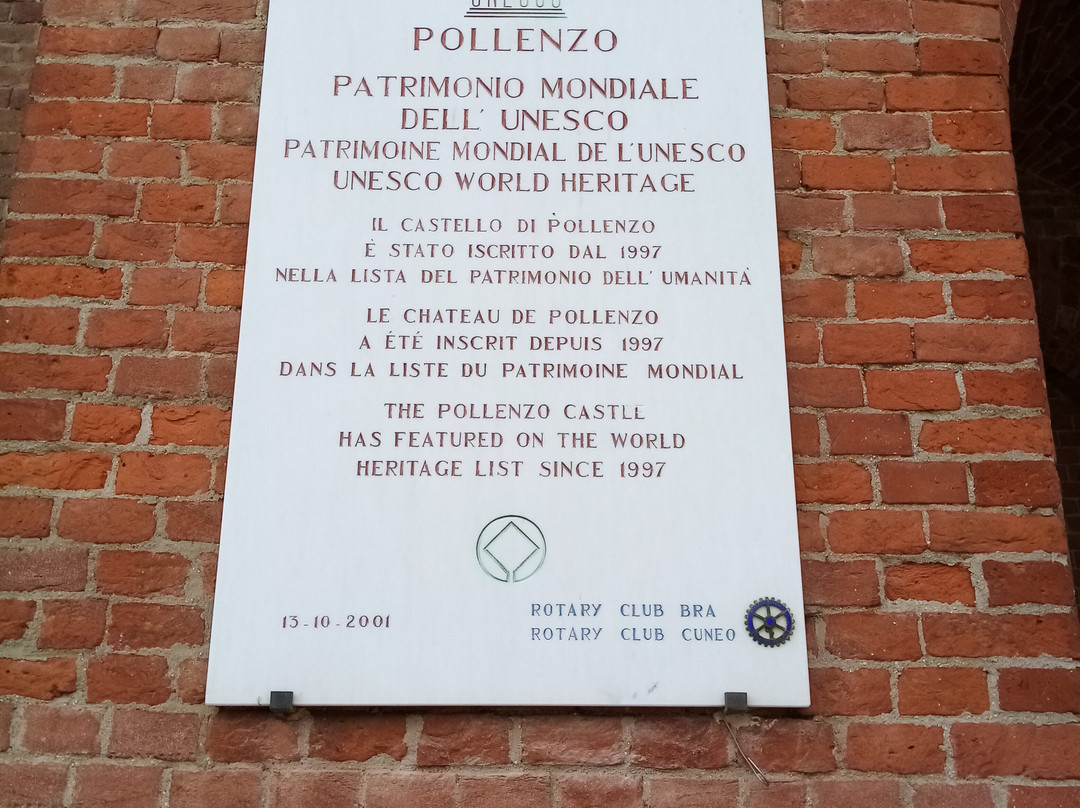 UNESCO
POLLENZO
PATRIMONIO MONDIALE
DELL' UNESCO
PATRIMOINE MONDIAL DE L'UNESCO
UNESCO WORLD HERITAGE
IL CASTELLO DI POLLENZO
È STATO ISCRITTO DAL 1997
NELLA LISTA DEL PATRIMONIO DELL' UMANITÀ
LE CHATEAU DE POLLENZO
A ÉTÉ INSCRIT DEPUIS 1997
DANS LA LISTE DU PATRIMOINE MONDIAL
THE POLLENZO CASTLE
HAS FEATURED ON THE WORLD
HERITAGE LIST SINCE 1997
13-10-2001
ROTARY CLUB BRA
ROTARY CLUB CUNEO